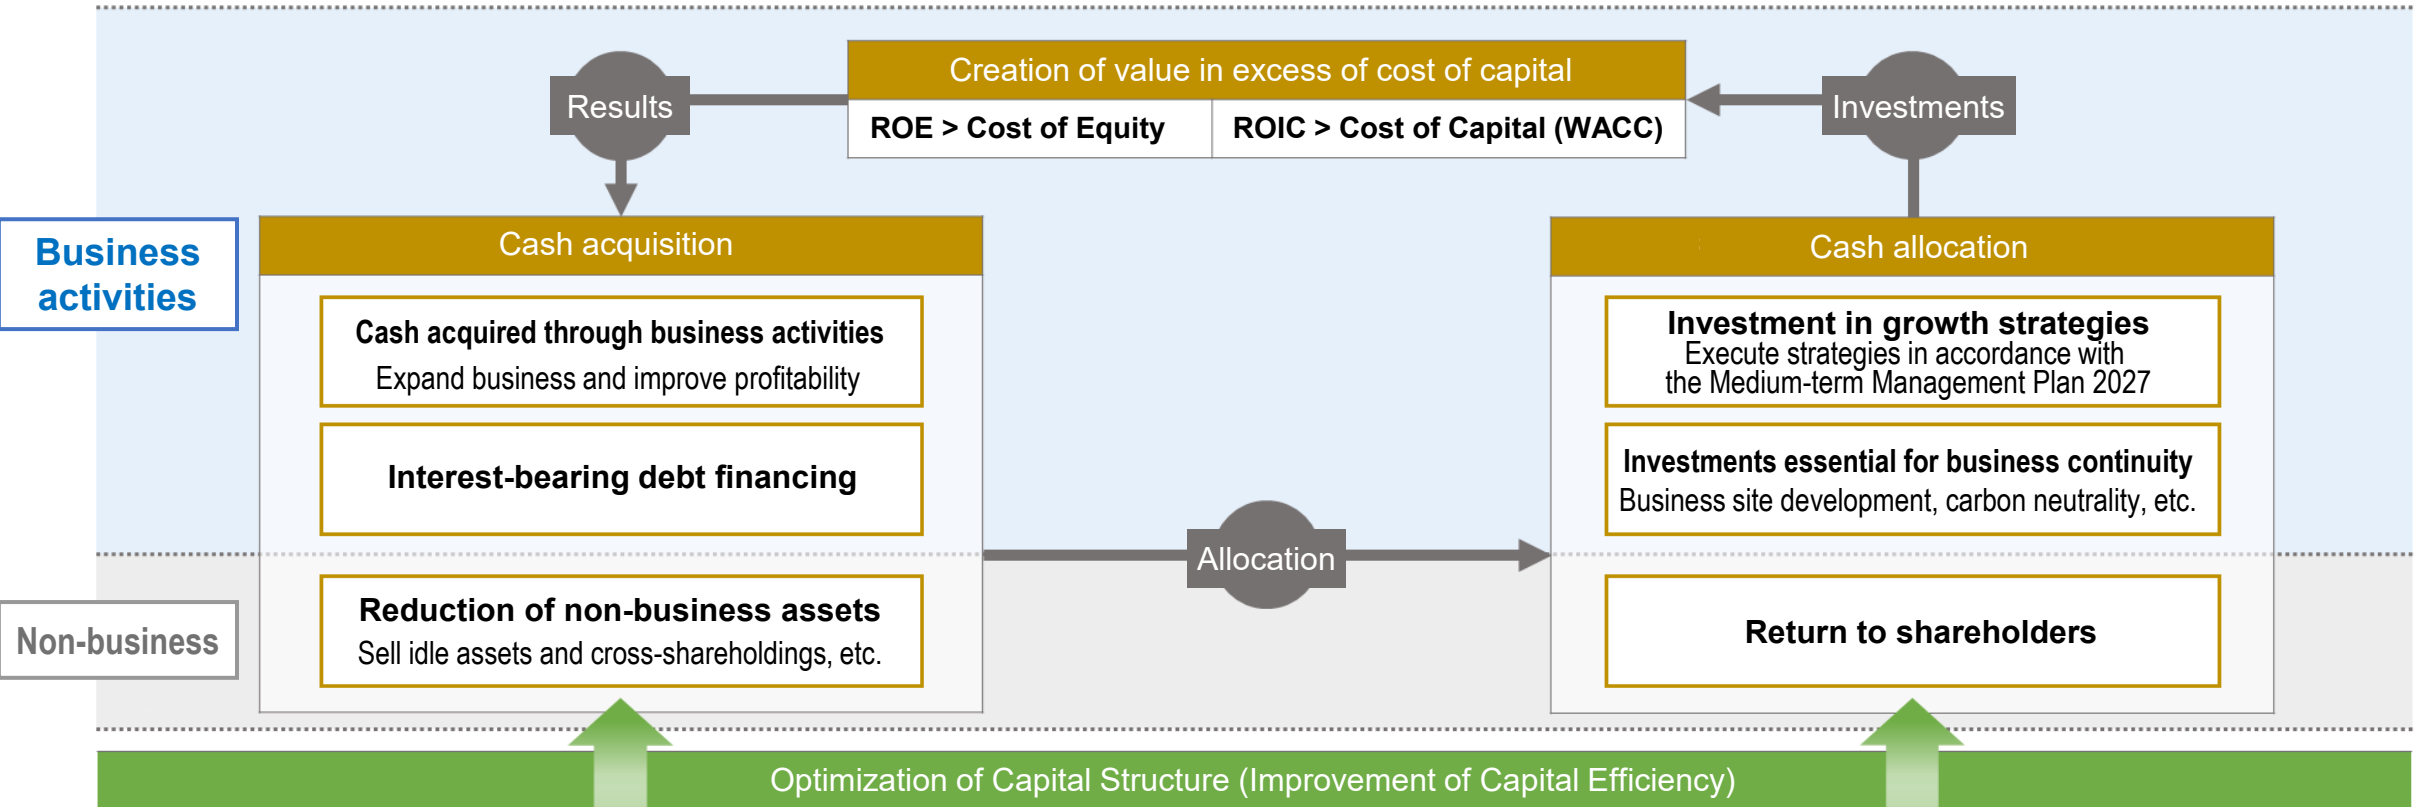 Creation of value in excess of cost of capital
Results
Investments
ROE > Cost of Equity
ROIC > Cost of Capital (WACC)
Business
activities
Cash acquisition
Cash acquired through business activities
Expand business and improve profitability
Interest-bearing debt financing
Reduction of non-business assets
Sell idle assets and cross-shareholdings, etc.
Allocation
Cash allocation
Investment in growth strategies
Execute strategies in accordance with
the Medium-term Management Plan 2027
Investments essential for business continuity
Business site development, carbon neutrality, etc.
Return to shareholders
Non-business
Optimization of Capital Structure (Improvement of Capital Efficiency)